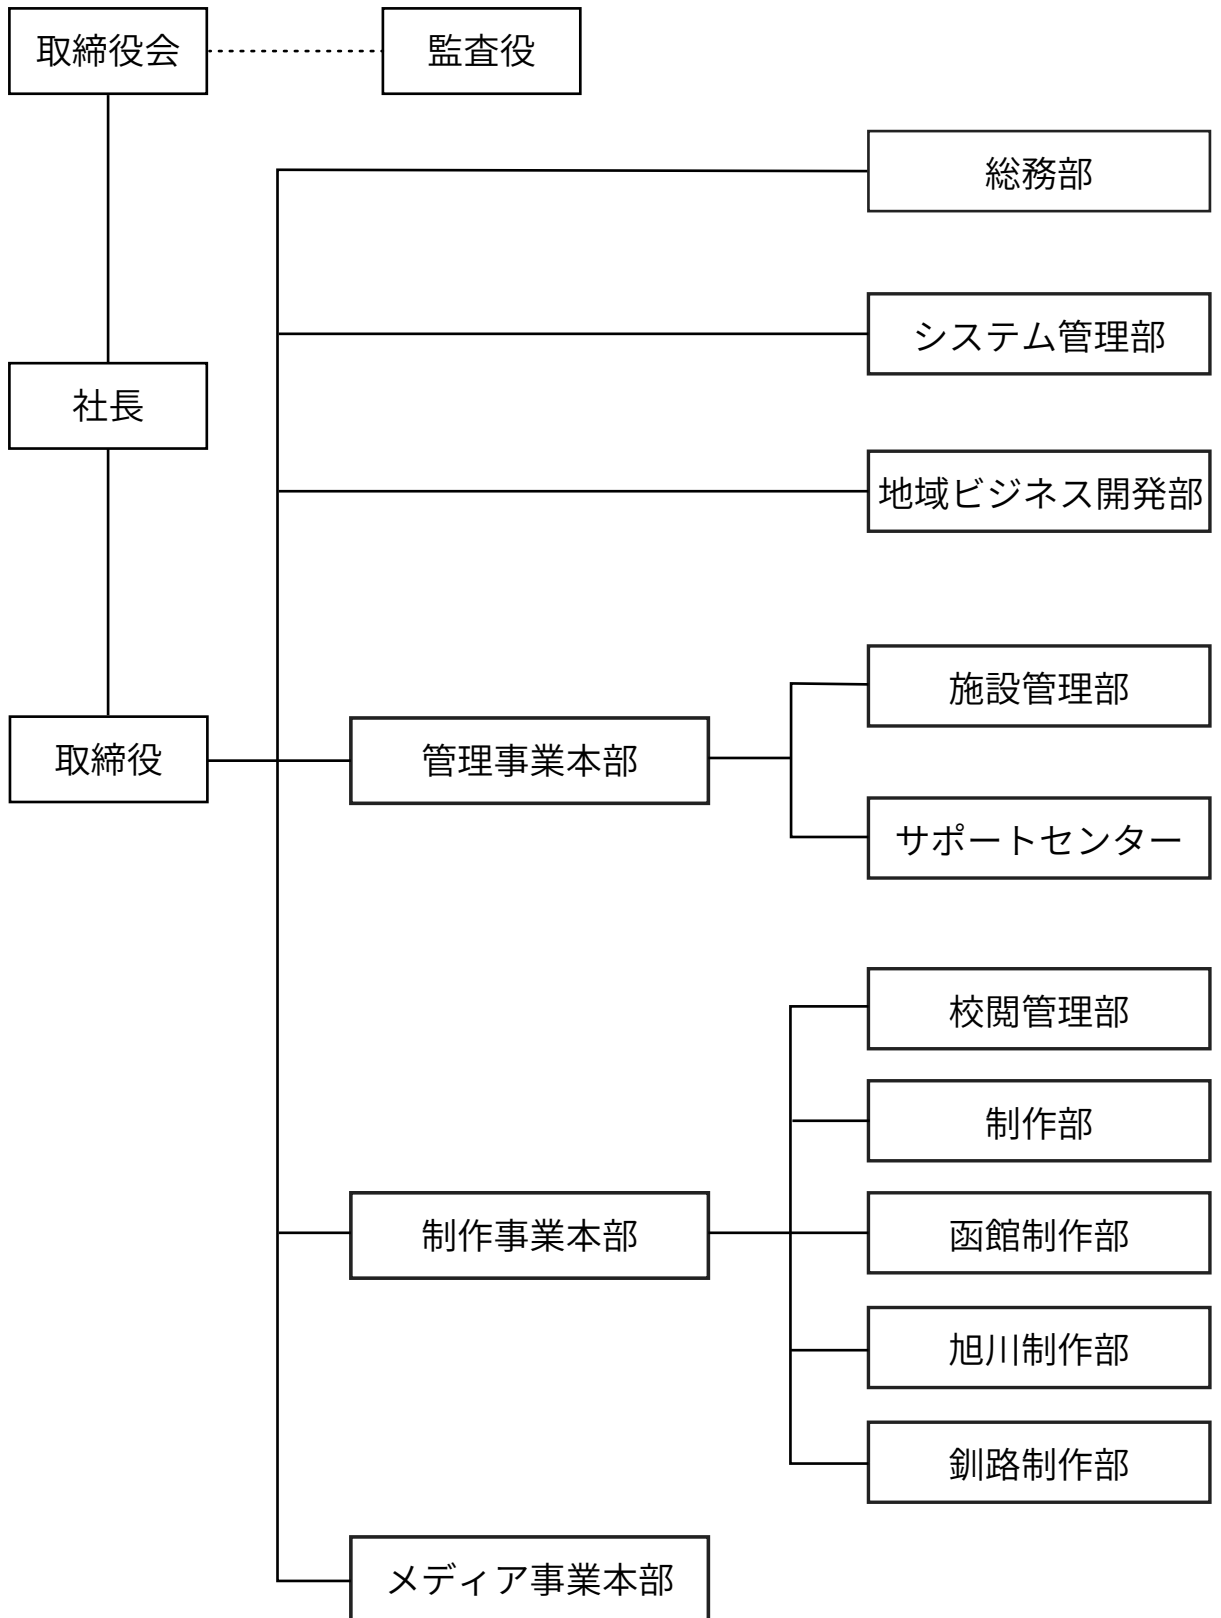 取締役会
監査役
総務部
システム管理部
社長
地域ビジネス開発部
施設管理部
取締役
管理事業本部
サポートセンター
校閲管理部
制作部
制作事業本部
函館制作部
旭川制作部
釧路制作部
メディア事業本部